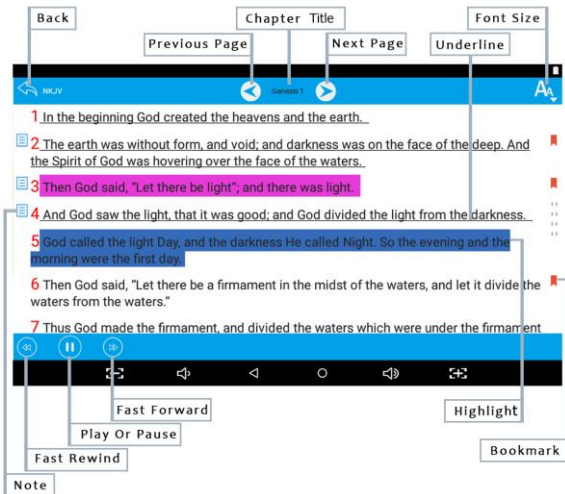 Back
Chapter Title
Font Size
Previous Page
Next Page
Underline
NKJV
Genesis 1
AA
1 In the beginning God created the heavens and the earth.
2 The earth was without form, and void; and darkness was on the face of the deep. And
the Spirit of God was hovering over the face of the waters.
3 Then God said, “Let there be light”; and there was light.
4 And God saw the light, that it was good; and God divided the light from the darkness.
5 God called the light Day, and the darkness He called Night. So the evening and the
morning were the first day.
6 Then God said, “Let there be a firmament in the midst of the waters, and let it divide the
waters from the waters.”
7 Thus God made the firmament, and divided the waters which were under the firmament
Fast Forward
Highlight
Play Or Pause
Bookmark
Fast Rewind
Note